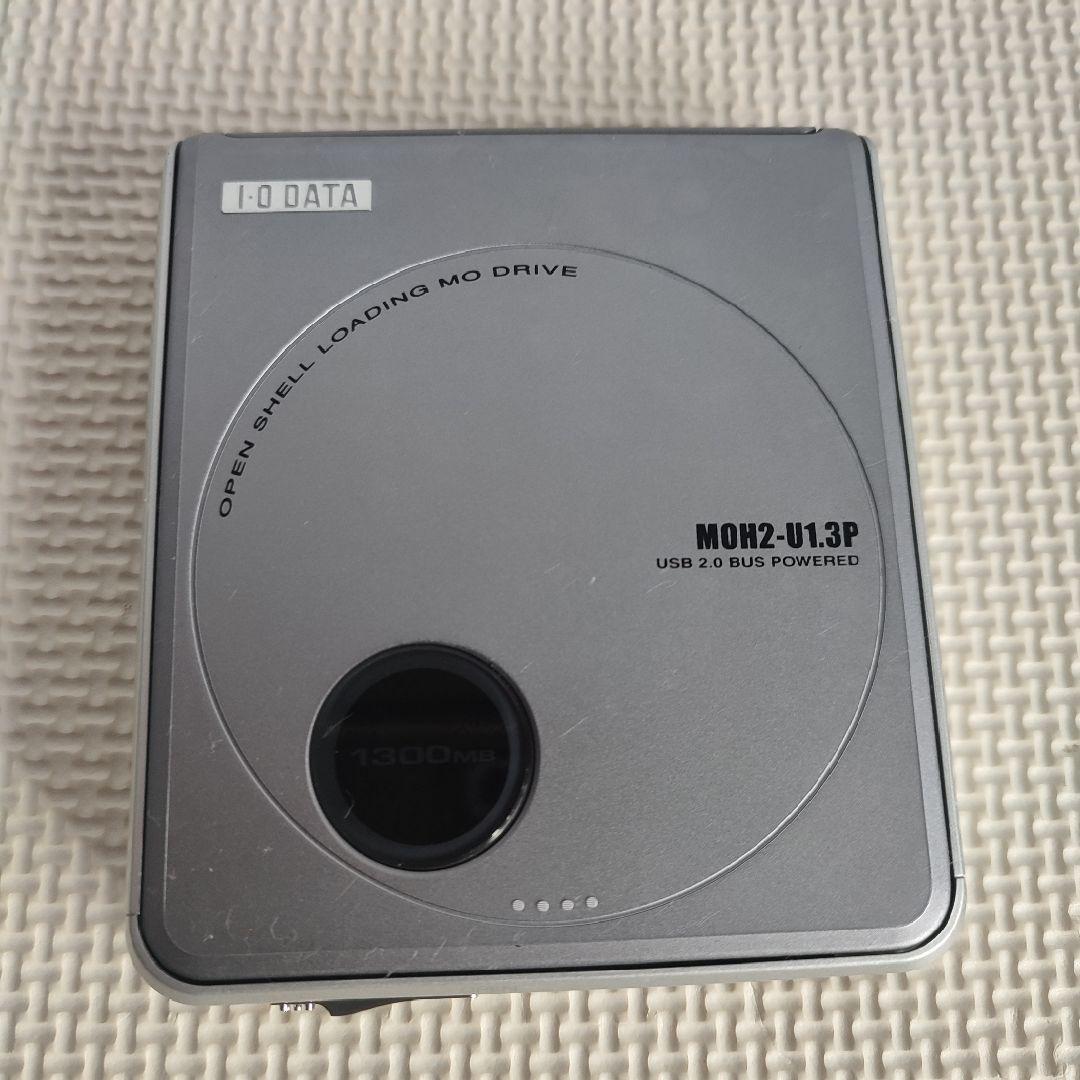 I-O DATA
OPEN SHELL LOADING MO DRIVE
MOH2-U1.3P
USB 2.0 BUS POWERED
1300MB